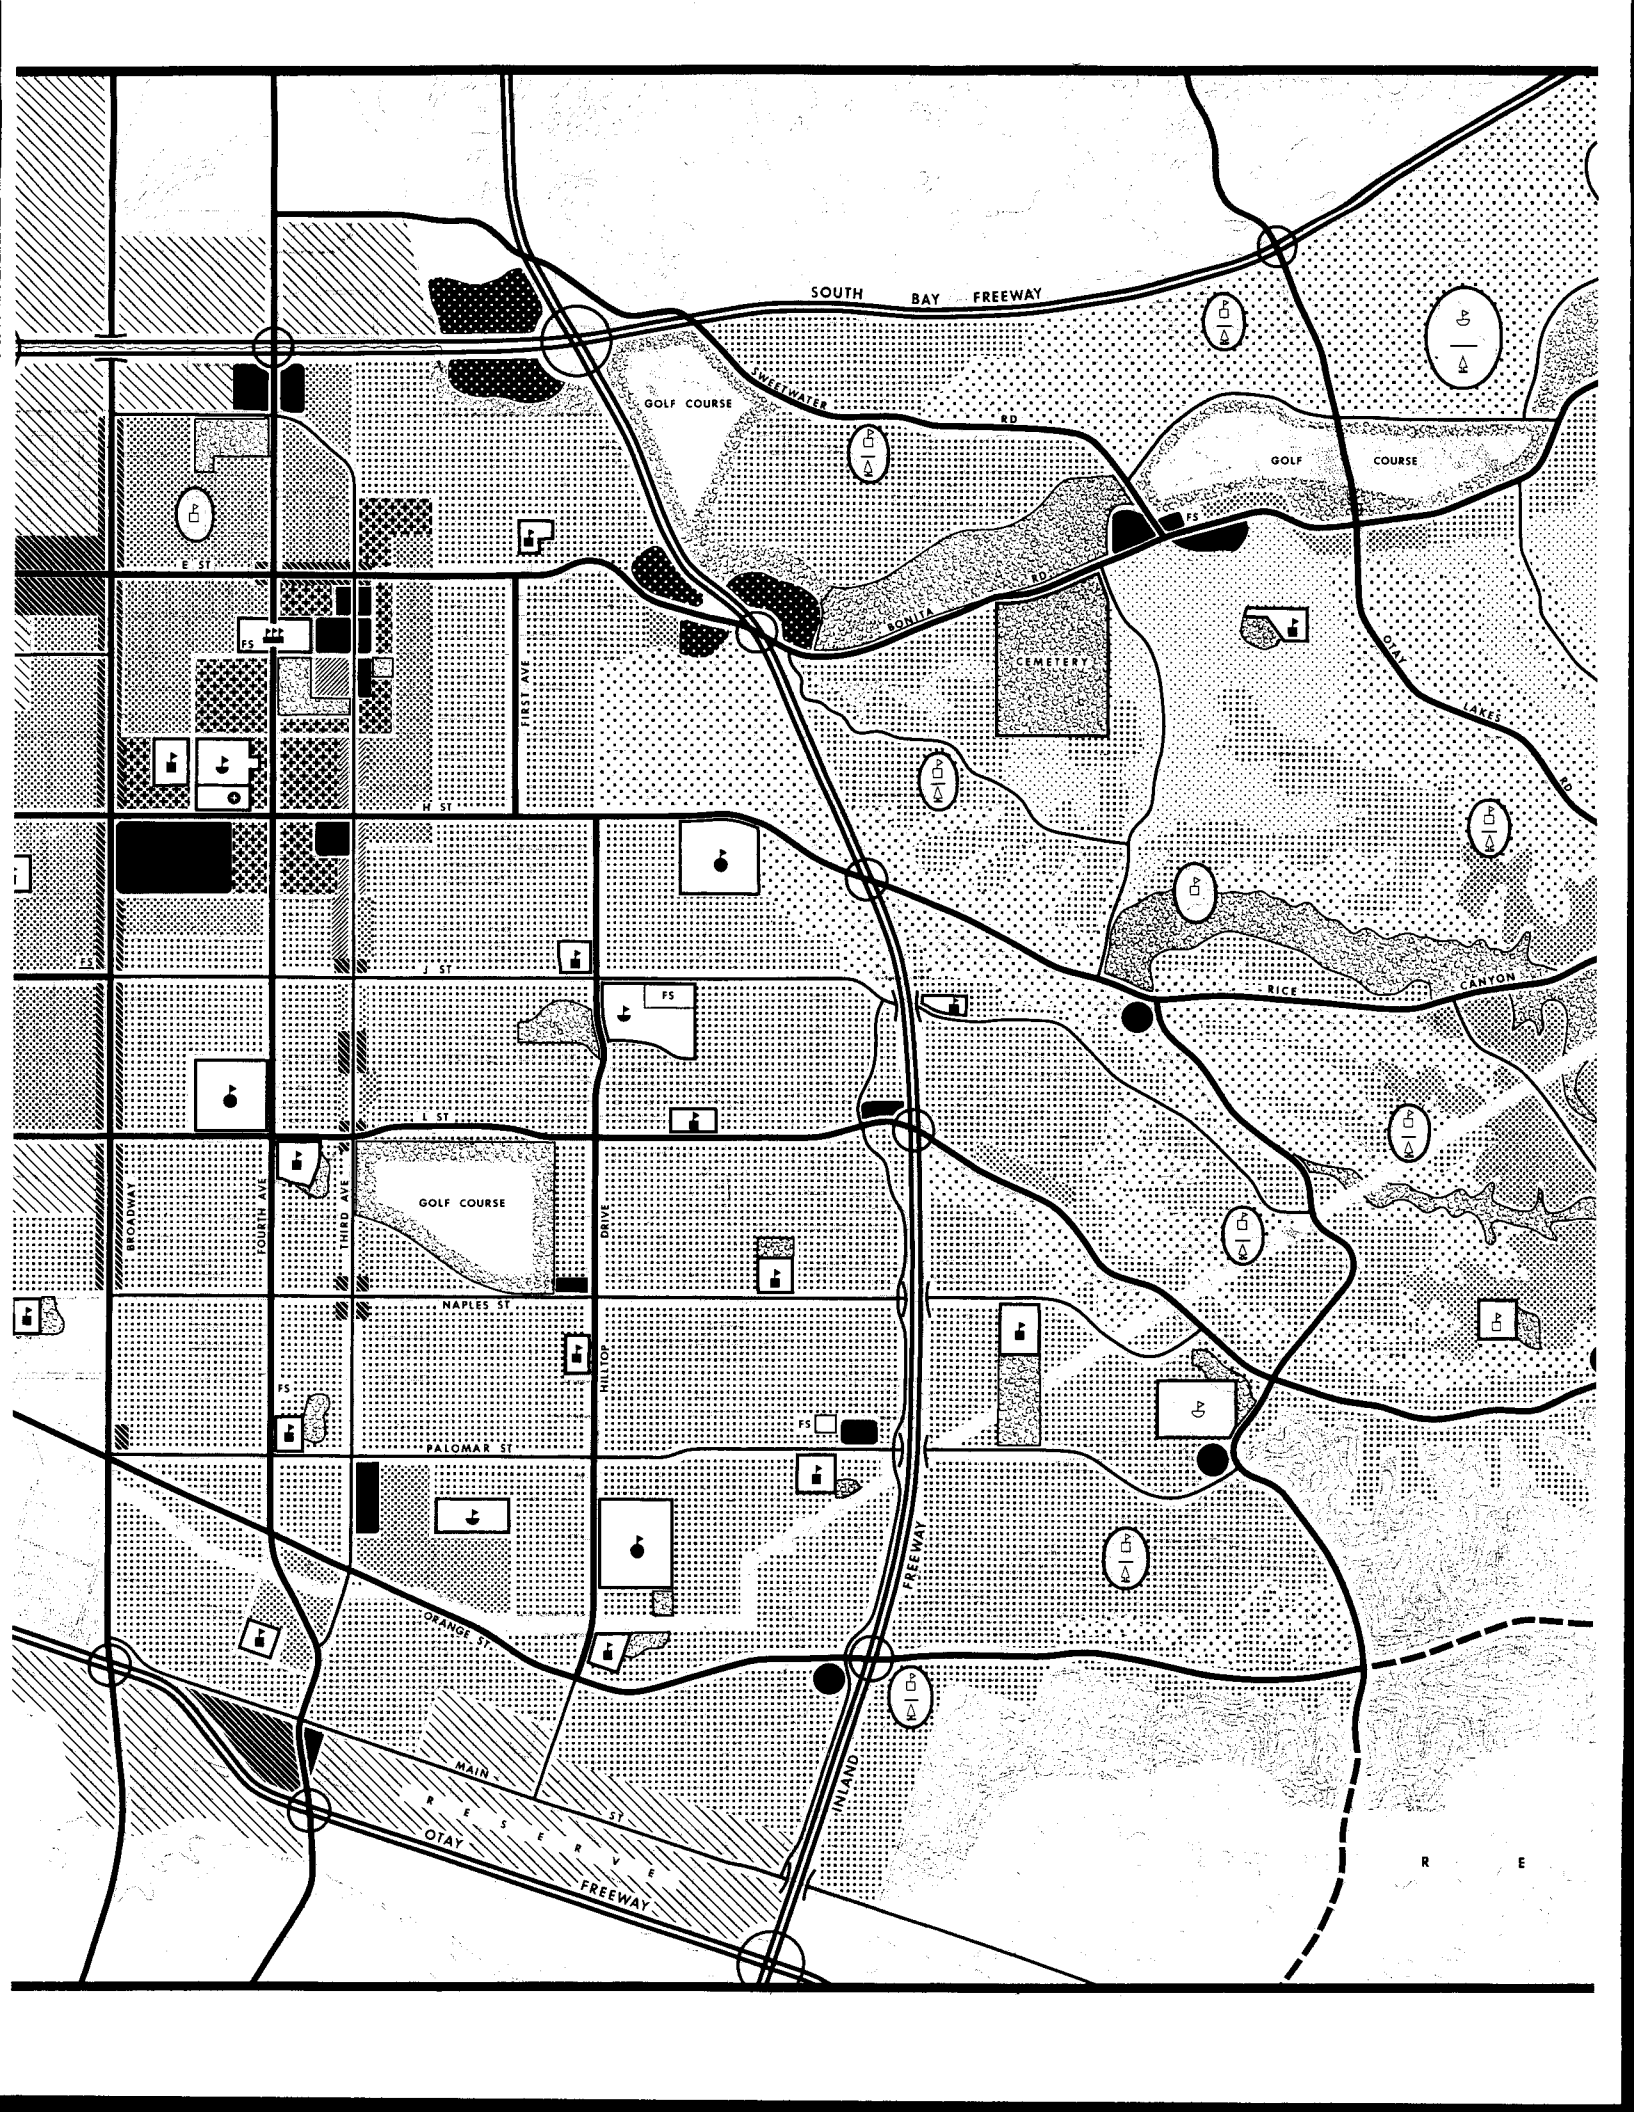 SOUTH BAY FREEWAY
GOLF COURSE
SWEETWATER RD
GOLF COURSE
FS
E ST
BONITA RD
FS
CEMETERY
FIRST AVE
OTAY LAKES RD
H ST
FS
J ST
FS
RICE CANYON
L ST
GOLF COURSE
BROADWAY
FOURTH AVE
THIRD AVE
HILLTOP DRIVE
NAPLES ST
FS
FS
PALOMAR ST
INLAND FREEWAY
ORANGE ST
MAIN ST
RESERVE
OTAY FREEWAY
R E